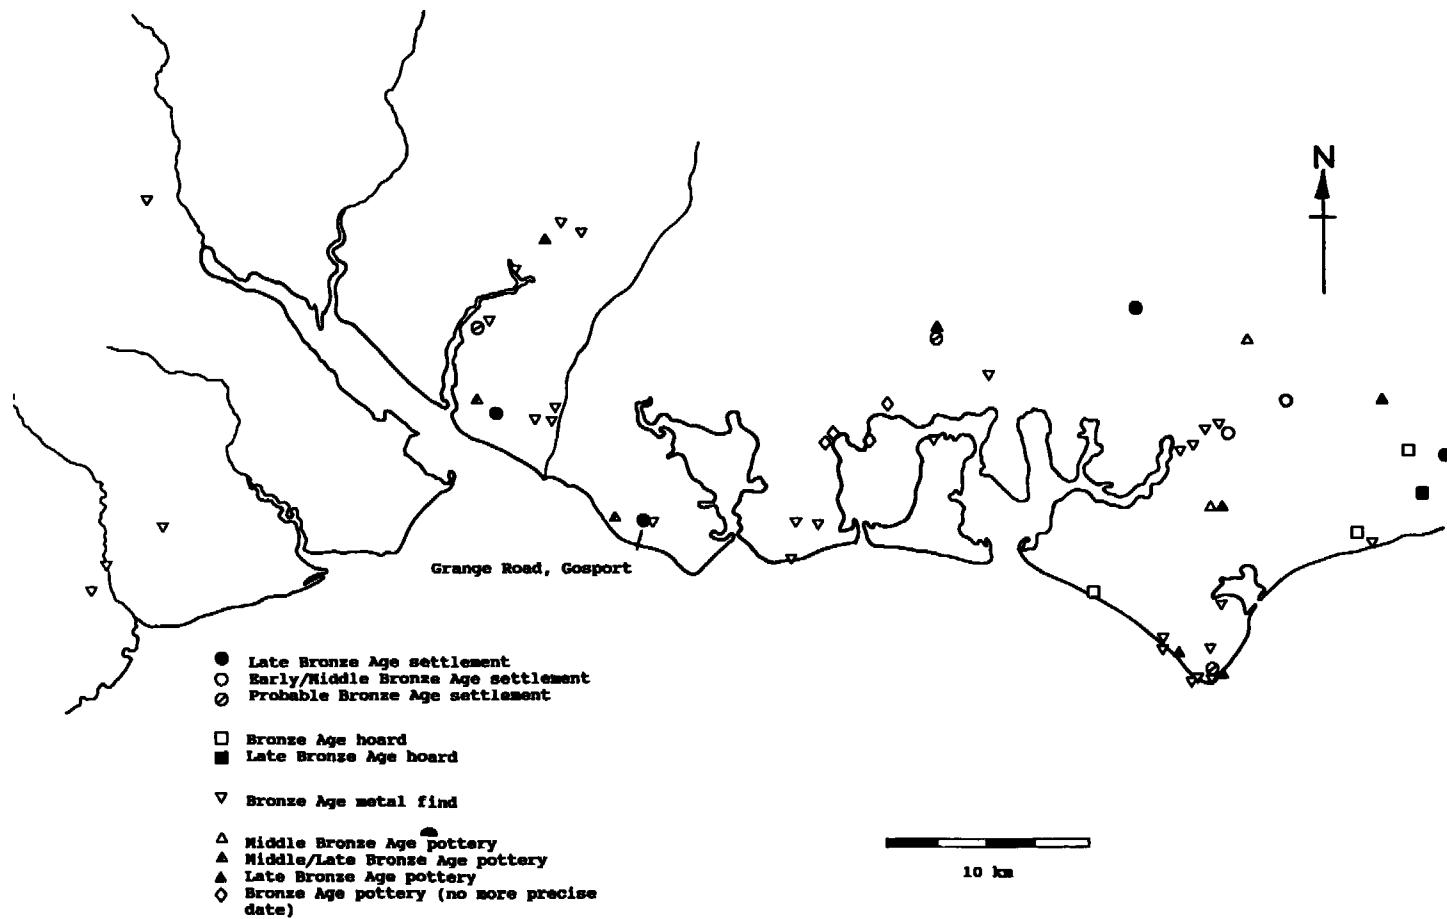 N
Grange Road, Gosport
Late Bronze Age settlement
Early/Middle Bronze Age settlement
Probable Bronze Age settlement
Bronze Age hoard
Late Bronze Age hoard
Bronze Age metal find
Middle Bronze Age pottery
Middle/Late Bronze Age pottery
Late Bronze Age pottery
Bronze Age pottery (no more precise
date)
10 km